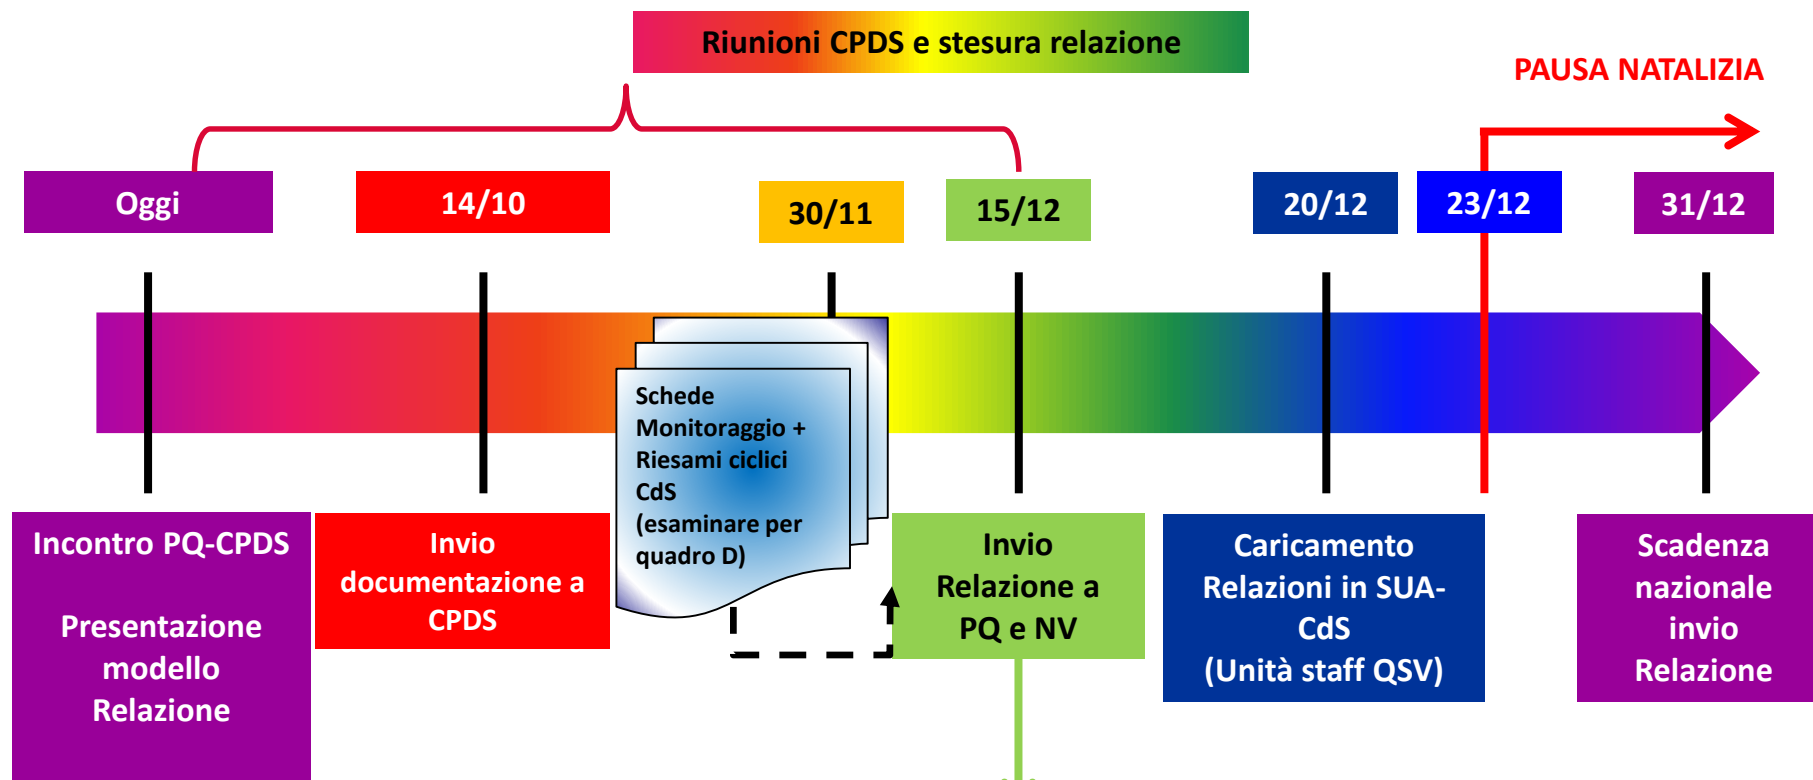 Riunioni CPDS e stesura relazione
PAUSA NATALIZIA
Oggi
14/10
30/11
15/12
20/12
23/12
31/12
Schede
Monitoraggio +
Riesami ciclici
CdS
(esaminare per
quadro D)
Incontro PQ-CPDS
Presentazione
modello
Relazione
Invio
documentazione a
CPDS
Invio
Relazione a
PQ e NV
Caricamento
Relazioni in SUA-
CdS
(Unità staff QSV)
Scadenza
nazionale
invio
Relazione